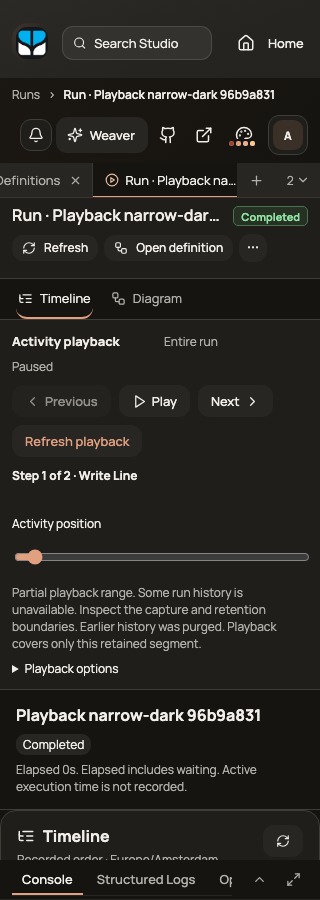 Search Studio
Home
Runs > Run · Playback narrow-dark 96b9a831
Weaver
A
Definitions ×
Run · Playback na...
+
2
Run · Playback narrow-dar...
Completed
Refresh
Open definition
...
Timeline
Diagram
Activity playback
Entire run
Paused
< Previous
Play
Next >
Refresh playback
Step 1 of 2 · Write Line
Activity position
Partial playback range. Some run history is
unavailable. Inspect the capture and retention
boundaries. Earlier history was purged. Playback
covers only this retained segment.
Playback options
Playback narrow-dark 96b9a831
Completed
Elapsed 0s. Elapsed includes waiting. Active
execution time is not recorded.
Timeline
Recorded order · Europe/Amsterdam
Console
Structured Logs